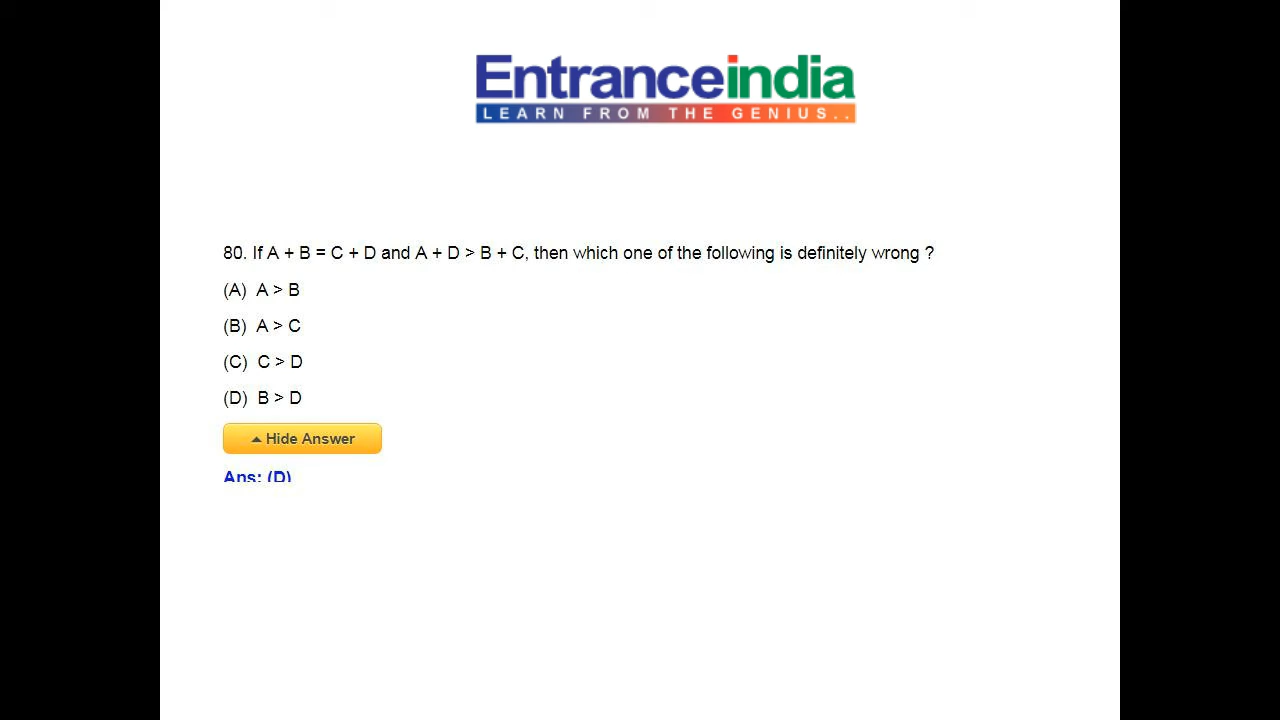 Entranceindia
LEARN FROM THE GENIUS..
80. If A + B = C + D and A + D > B + C, then which one of the following is definitely wrong ?
(A) A > B
(B) A > C
(C) C > D
(D) B > D
Hide Answer
Ans: (D)